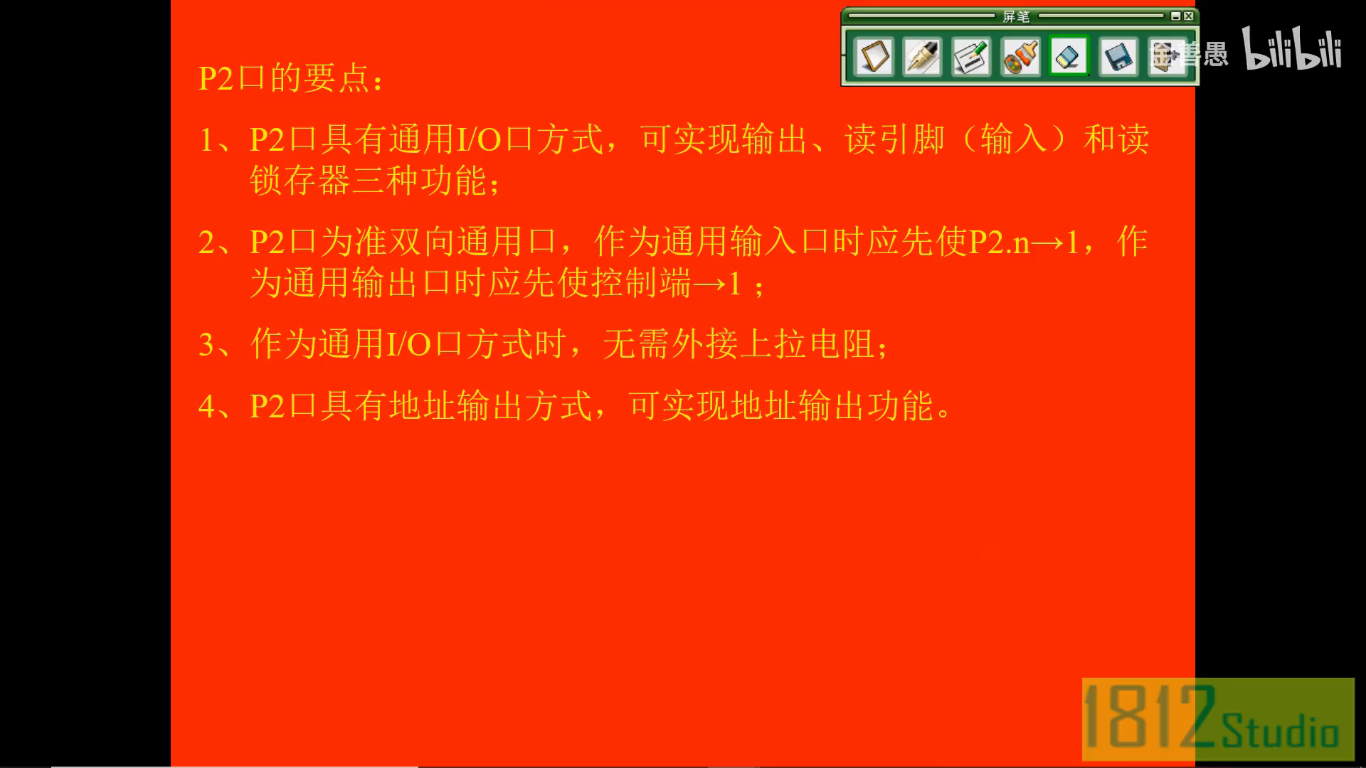 屏笔
金善愚 bilibili
P2口的要点：
1、P2口具有通用I/O口方式，可实现输出、读引脚（输入）和读
锁存器三种功能；
2、P2口为准双向通用口，作为通用输入口时应先使P2.n→1，作
为通用输出口时应先使控制端→1 ；
3、作为通用I/O口方式时，无需外接上拉电阻；
4、P2口具有地址输出方式，可实现地址输出功能。
1812 Studio